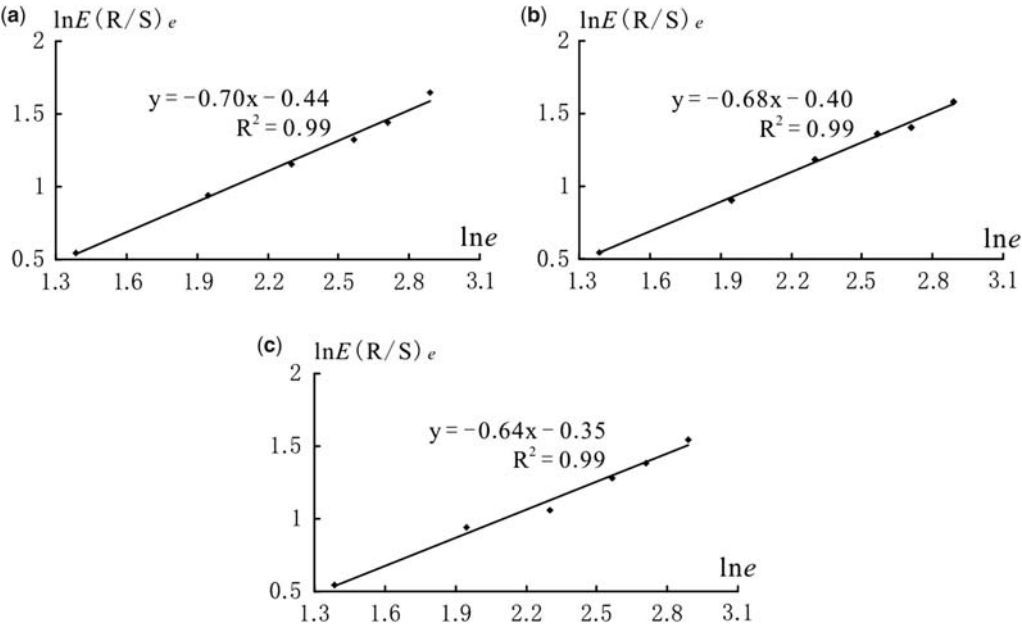 (a) lnE(R/S)e
2
1.5
1
0.5
y=−0.70x−0.44
R²=0.99
lne
1.3 1.6 1.9 2.2 2.5 2.8 3.1
(b) lnE(R/S)e
2
1.5
1
0.5
y=−0.68x−0.40
R²=0.99
lne
1.3 1.6 1.9 2.2 2.5 2.8 3.1
(c) lnE(R/S)e
2
1.5
1
0.5
y=−0.64x−0.35
R²=0.99
lne
1.3 1.6 1.9 2.2 2.5 2.8 3.1